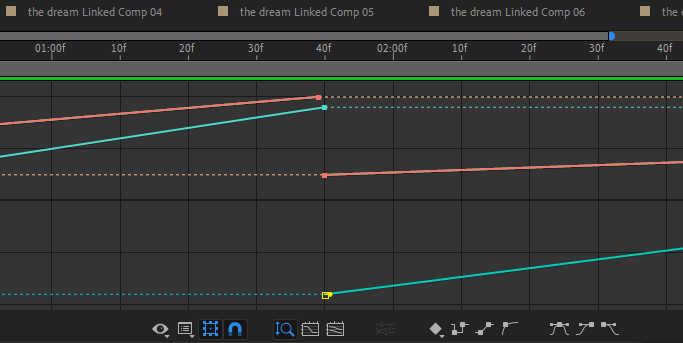 the dream Linked Comp 04 the dream Linked Comp 05 the dream Linked Comp 06 the
01:00f 10f 20f 30f 40f 02:00f 10f 20f 30f 40f